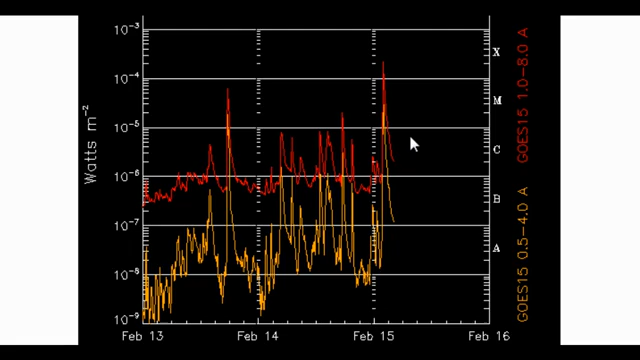 10⁻³
10⁻⁴
10⁻⁵
10⁻⁶
10⁻⁷
10⁻⁸
10⁻⁹
Watts m⁻²
Feb 13
Feb 14
Feb 15
Feb 16
X
M
C
B
A
GOES15 1.0–8.0 A
GOES15 0.5–4.0 A